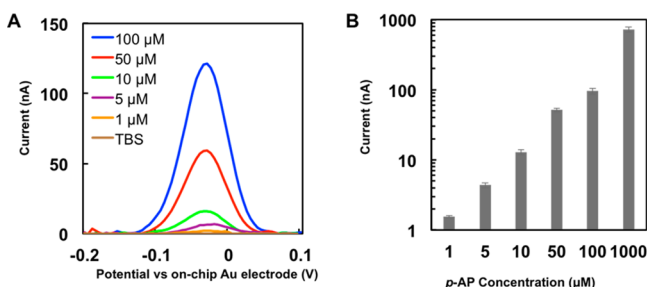 A
150
100
50
0
Current (nA)
100 µM
50 µM
10 µM
5 µM
1 µM
TBS
-0.2 -0.1 0 0.1
Potential vs on-chip Au electrode (V)
B
1000
100
10
1
Current (nA)
1 5 10 50 100 1000
p-AP Concentration (µM)